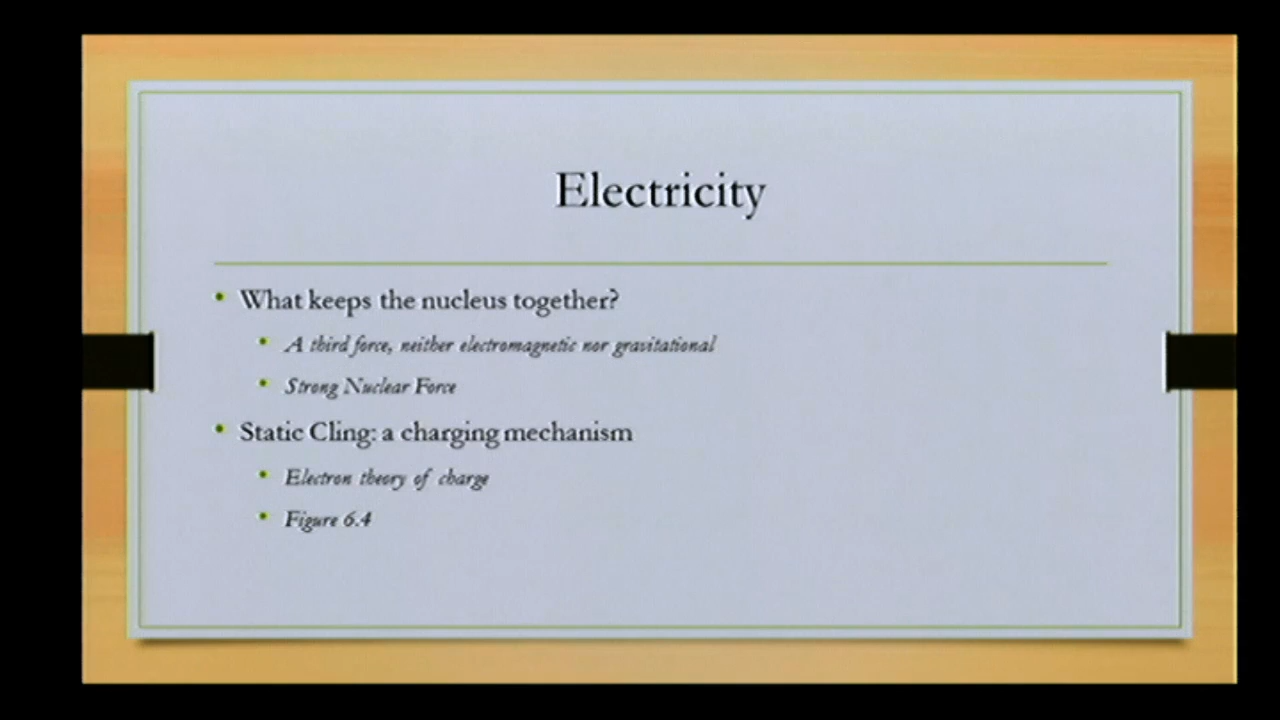 Electricity
What keeps the nucleus together?
A third force, neither electromagnetic nor gravitational
Strong Nuclear Force
Static Cling: a charging mechanism
Electron theory of charge
Figure 6.4